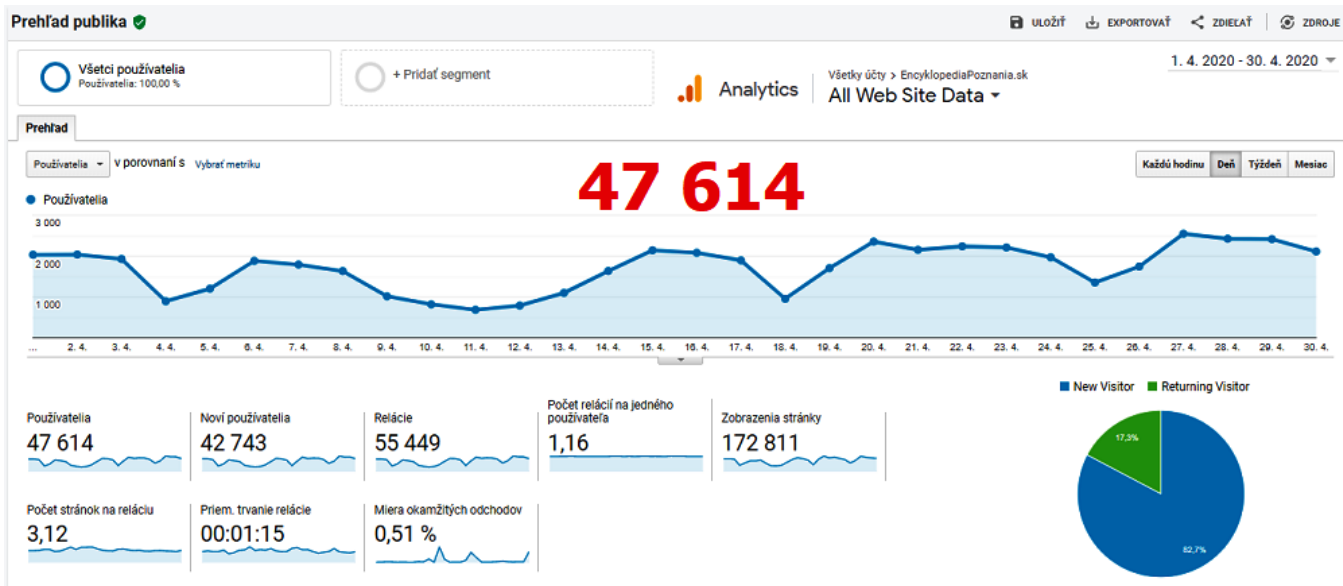 Prehľad publika
ULOŽIŤ EXPORTOVAŤ ZDIEĽAŤ ZDROJE
Všetci používatelia
Používatelia: 100,00 %
+ Pridať segment
Analytics
Všetky účty > EncyklopediaPoznania.sk
All Web Site Data
1. 4. 2020 - 30. 4. 2020
Prehľad
Používatelia v porovnaní s Vybrať metriku
47 614
Každú hodinu Deň Týždeň Mesiac
Používatelia
3 000
2 000
1 000
... 2. 4. 3. 4. 4. 4. 5. 4. 6. 4. 7. 4. 8. 4. 9. 4. 10. 4. 11. 4. 12. 4. 13. 4. 14. 4. 15. 4. 16. 4. 17. 4. 18. 4. 19. 4. 20. 4. 21. 4. 22. 4. 23. 4. 24. 4. 25. 4. 26. 4. 27. 4. 28. 4. 29. 4. 30. 4.
New Visitor Returning Visitor
Používatelia
47 614
Noví používatelia
42 743
Relácie
55 449
Počet relácií na jedného
používateľa
1,16
Zobrazenia stránky
172 811
Počet stránok na reláciu
3,12
Priem. trvanie relácie
00:01:15
Miera okamžitých odchodov
0,51 %
17,3%
82,7%